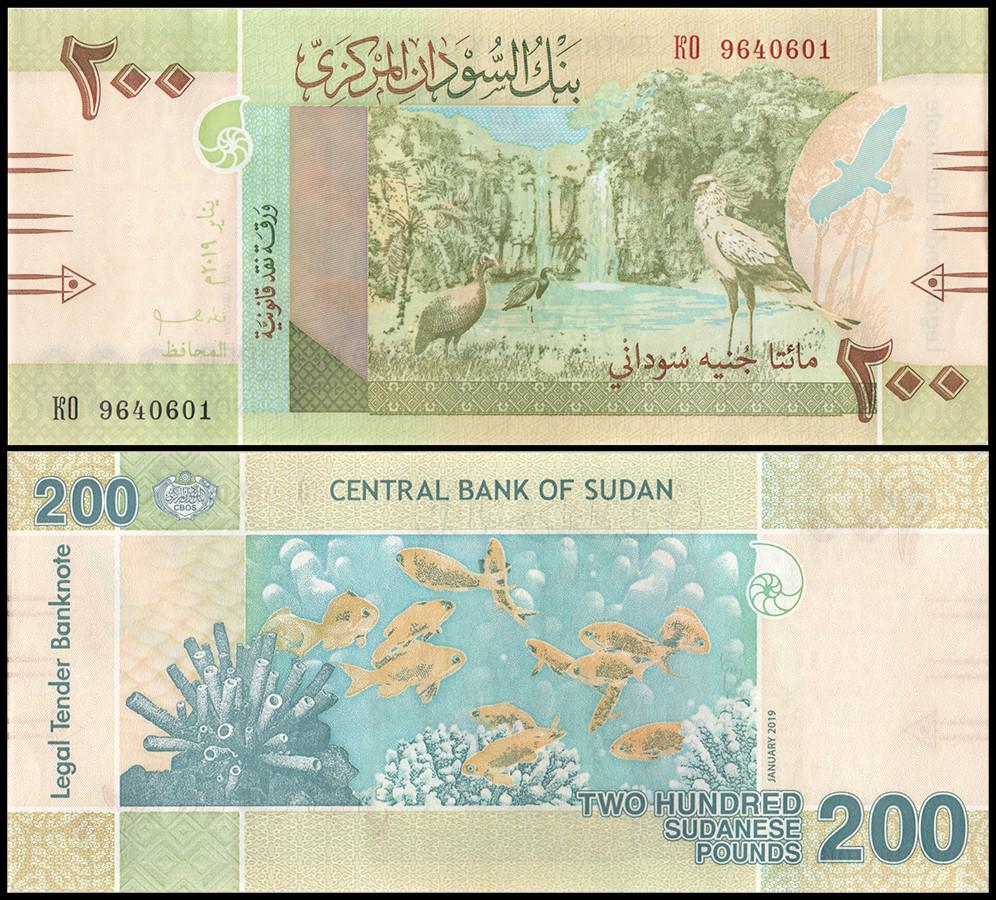 ٢٠٠
بنك السودان المركزي
KO 9640601
ورقة نقد قانونية
يناير ٢٠١٩م
المحافظ
KO 9640601
مائتا جنيه سوداني
٢٠٠
200
CBOS
CENTRAL BANK OF SUDAN
Legal Tender Banknote
JANUARY 2019
TWO HUNDRED
SUDANESE
POUNDS
200